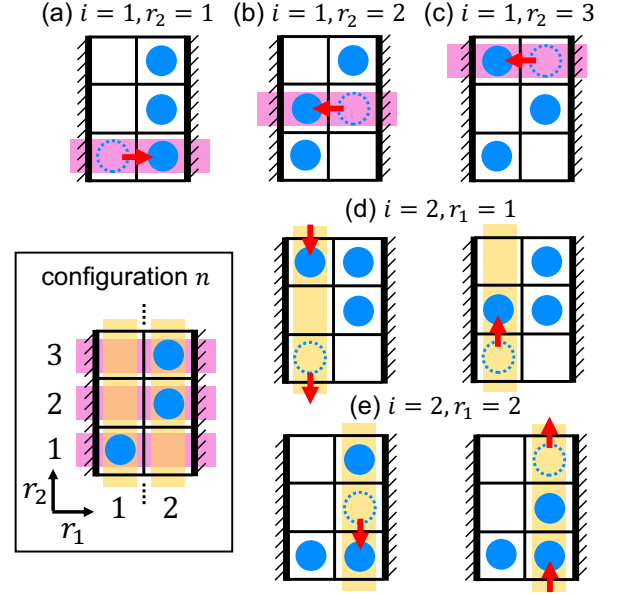 (a) i = 1, r₂ = 1
(b) i = 1, r₂ = 2
(c) i = 1, r₂ = 3
(d) i = 2, r₁ = 1
configuration n
3
2
1
r₂
r₁
1 2
(e) i = 2, r₁ = 2